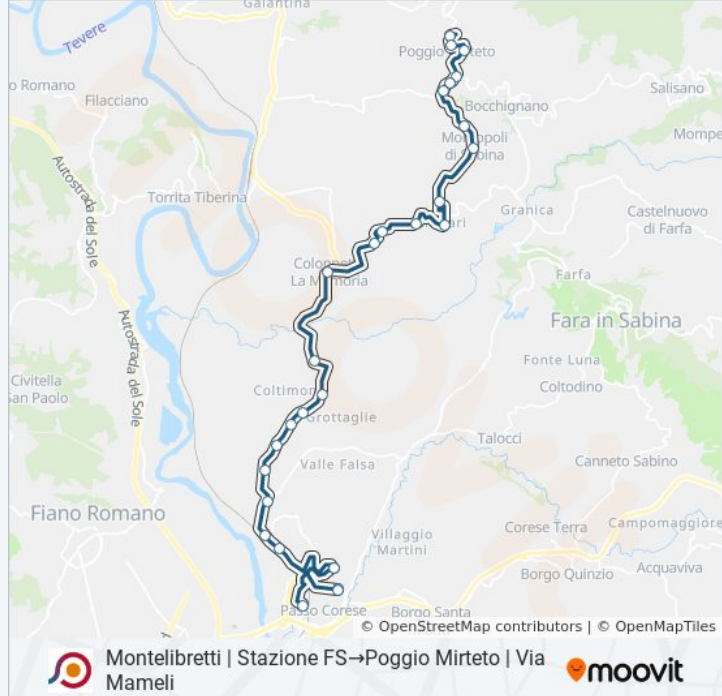 Galantina
Tevere
Poggio Mirteto
o Romano
Filacciano
Salisano
Bocchignano
Mompe
di Sabina
Autostrada del Sole
Torrita Tiberina
Granica
Castelnuovo
di Farfa
Farfa
La Memoria
Autostrada del Sole
Fara in Sabina
Fonte Luna
Civitella
San Paolo
Coltodino
Grottaglie
Talocci
Valle Falsa
Canneto Sabino
Fiano Romano
Villaggio
Martini
Corese Terra
Campomaggiore
Acquaviva
Borgo Quinzio
Passo Corese
Borgo Santa
© OpenStreetMap contributors | © OpenMapTiles
Montelibretti | Stazione FS→Poggio Mirteto | Via
Mameli
moovit